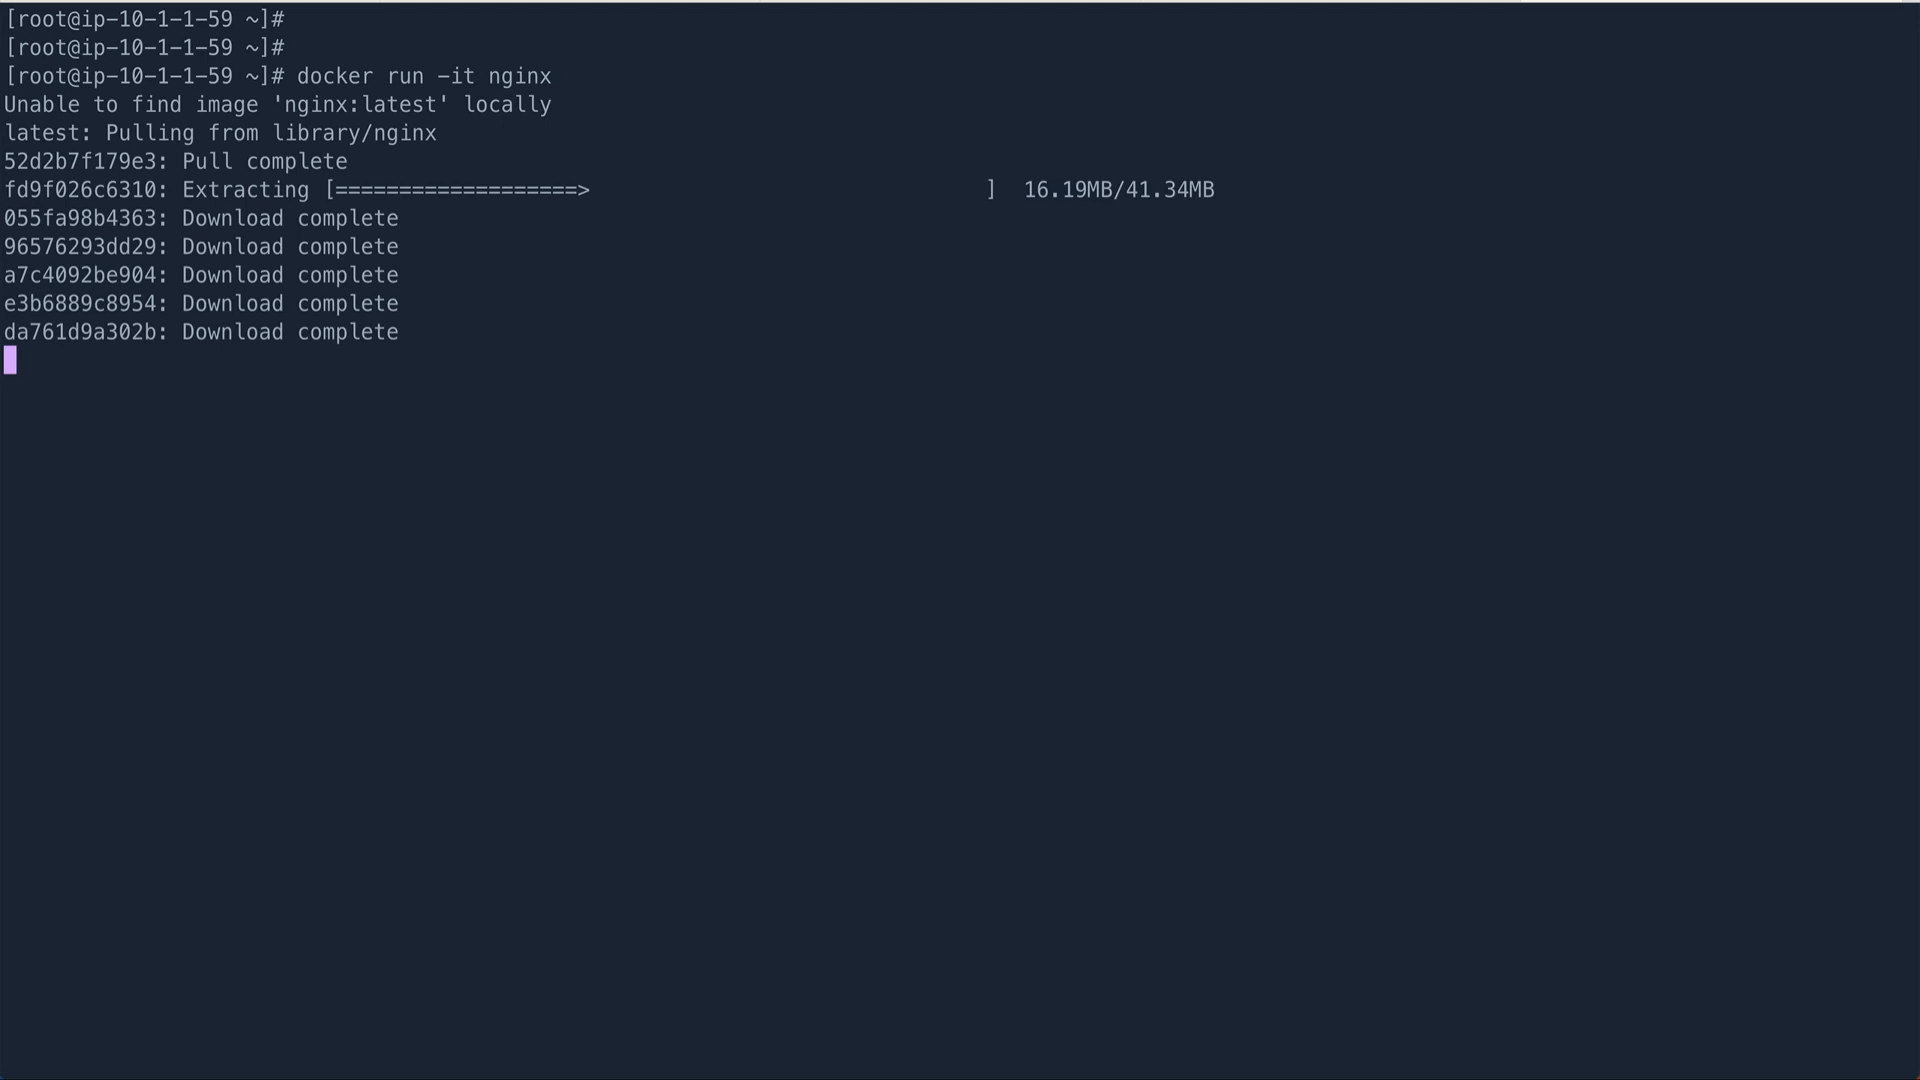 [root@ip-10-1-1-59 ~]#
[root@ip-10-1-1-59 ~]#
[root@ip-10-1-1-59 ~]# docker run -it nginx
Unable to find image 'nginx:latest' locally
latest: Pulling from library/nginx
52d2b7f179e3: Pull complete
fd9f026c6310: Extracting [===================>                               ]  16.19MB/41.34MB
055fa98b4363: Download complete
96576293dd29: Download complete
a7c4092be904: Download complete
e3b6889c8954: Download complete
da761d9a302b: Download complete